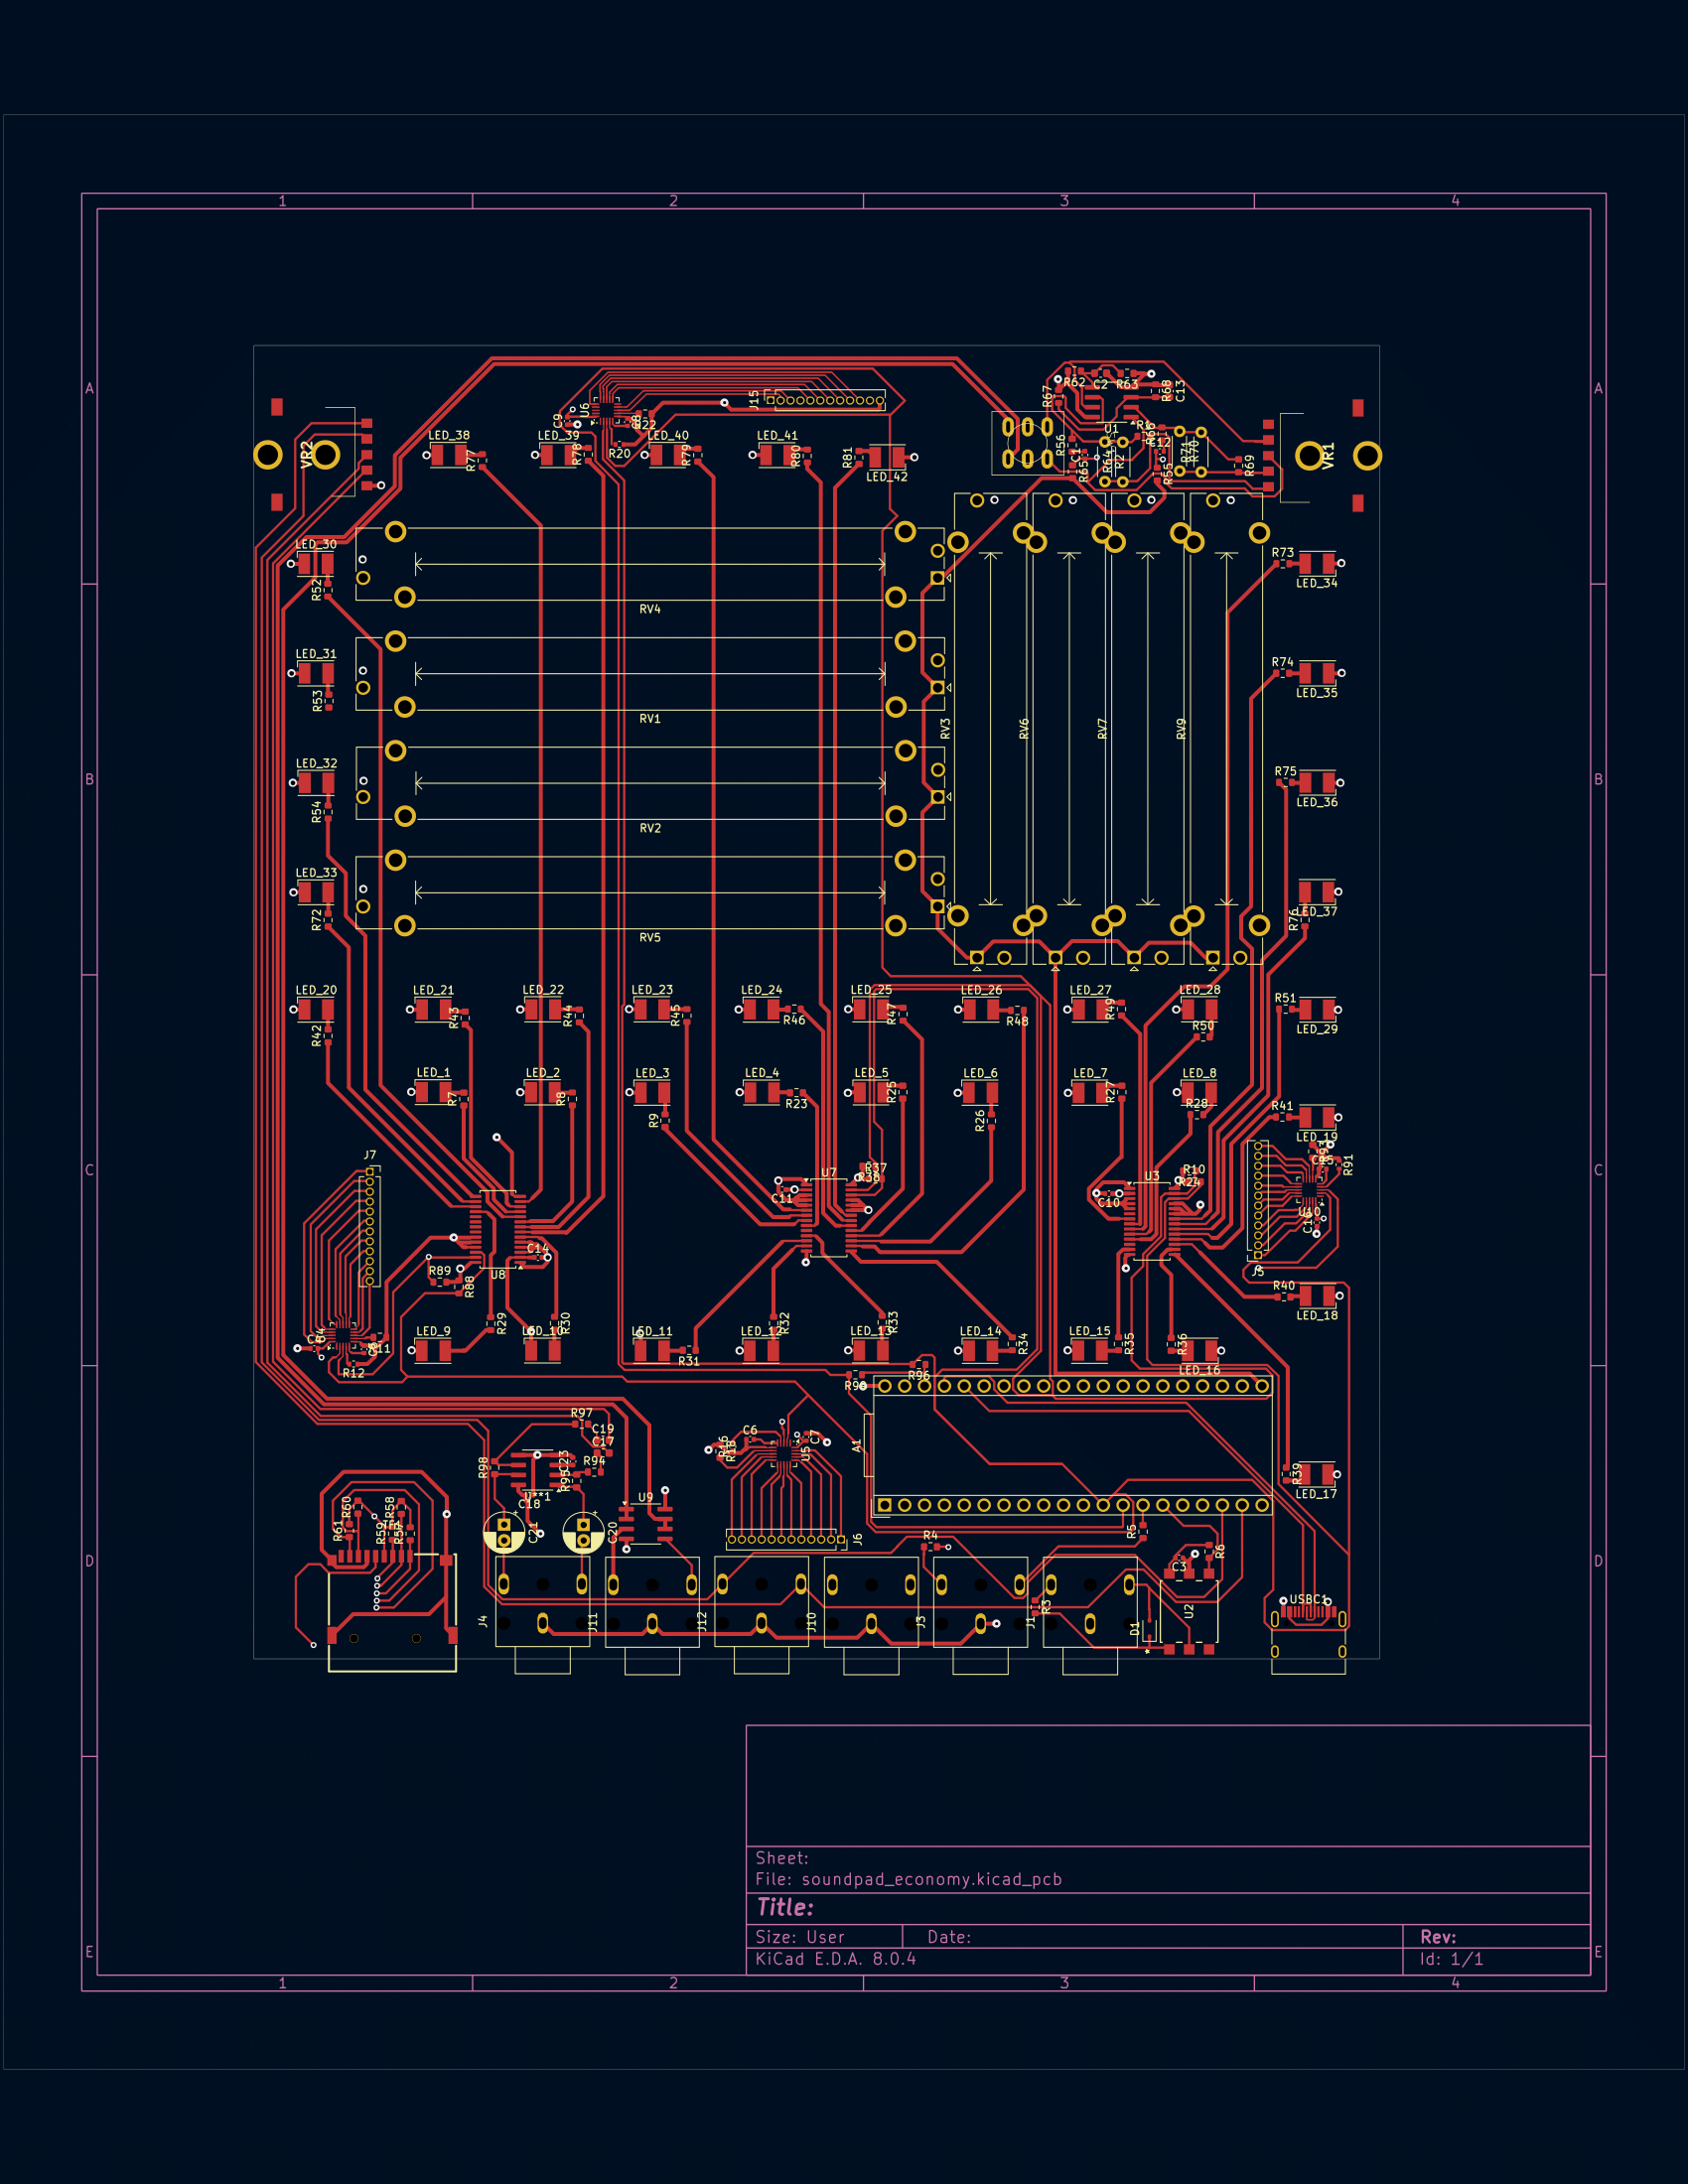 1 2 3 4
A A
R62 C2 R63
R67
R68
C13
J15
U6
C9
R22
R20
U1
R56
R65
R64
R2
R55
R71
R70
R69
VR2
VR1
LED_38
LED_39
LED_40
LED_41
LED_42
R77
R78
R79
R80
R81
LED_30
R52
RV4
R73
LED_34
LED_31
R53
RV1
R74
LED_35
RV3
RV6
RV7
RV9
B B
LED_32
R54
RV2
R75
LED_36
LED_33
R72
RV5
R76
LED_37
LED_20
LED_21
LED_22
LED_23
LED_24
LED_25
LED_26
LED_27
LED_28
R42
R43
R44
R45
R46
R47
R48
R49
R50
R51
LED_29
LED_1
LED_2
LED_3
LED_4
LED_5
LED_6
LED_7
LED_8
R7
R8
R9
R23
R25
R26
R27
R28
R41
LED_19
C C
J7
U7
R37
C11
U3
R10
R24
C10
R91
U10
C16
J5
U8
C14
R89
R88
R40
LED_18
R29
R30
R32
R33
R34
R35
R36
LED_9
LED_10
LED_11
LED_12
LED_13
LED_14
LED_15
LED_16
R11
R12
R31
R96
R97
C19
C17
R94
R95
C23
R98
U**1
C18
C6
C7
R16
U5
A1
R39
LED_17
R60
R58
R61
R59
R57
C21
C20
U9
J6
R4
R5
R6
C3
D D
J4
J11
J12
J10
J3
J1
R3
D1
U2
*
USBC1
Sheet:
File: soundpad_economy.kicad_pcb
Title:
Size: User Date: Rev:
KiCad E.D.A. 8.0.4 Id: 1/1
E E
1 2 3 4